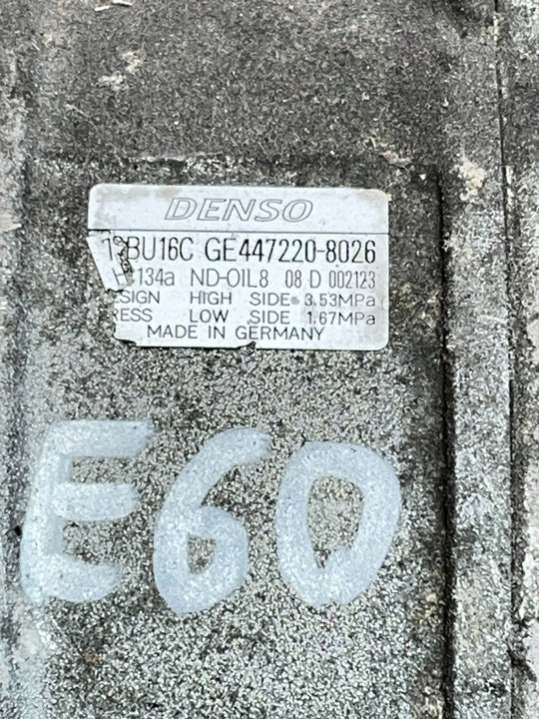 DENSO
7SBU16C GE447220-8026
134a ND-OIL8 08 D 002123
ESIGN HIGH SIDE 3.53MPa
RESS LOW SIDE 1.67MPa
MADE IN GERMANY
E60